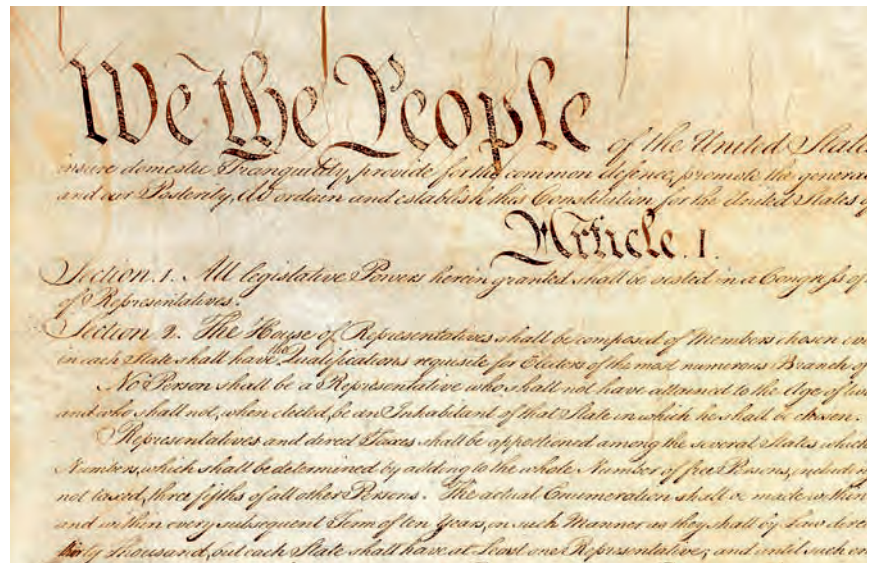 We the People of the United State
insure domestic Tranquility, provide for the common defence, promote the general
and our Posterity, do ordain and establish this Constitution for the United States of
Article. I.
Section. 1. All legislative Powers herein granted shall be vested in a Congress of
of Representatives.
Section. 2. The House of Representatives shall be composed of Members chosen eve
in each State shall have the Qualifications requisite for Electors of the most numerous Branch of
No Person shall be a Representative who shall not have attained to the Age of twe
and who shall not, when elected, be an Inhabitant of that State in which he shall be chosen.
Representatives and direct Taxes shall be apportioned among the several States which
Numbers, which shall be determined by adding to the whole Number of free Persons, including
not taxed, three fifths of all other Persons. The actual Enumeration shall be made within
and within every subsequent Term of ten Years, in such Manner as they shall by Law direc
thirty Thousand, but each State shall have at Least one Representative; and until such en